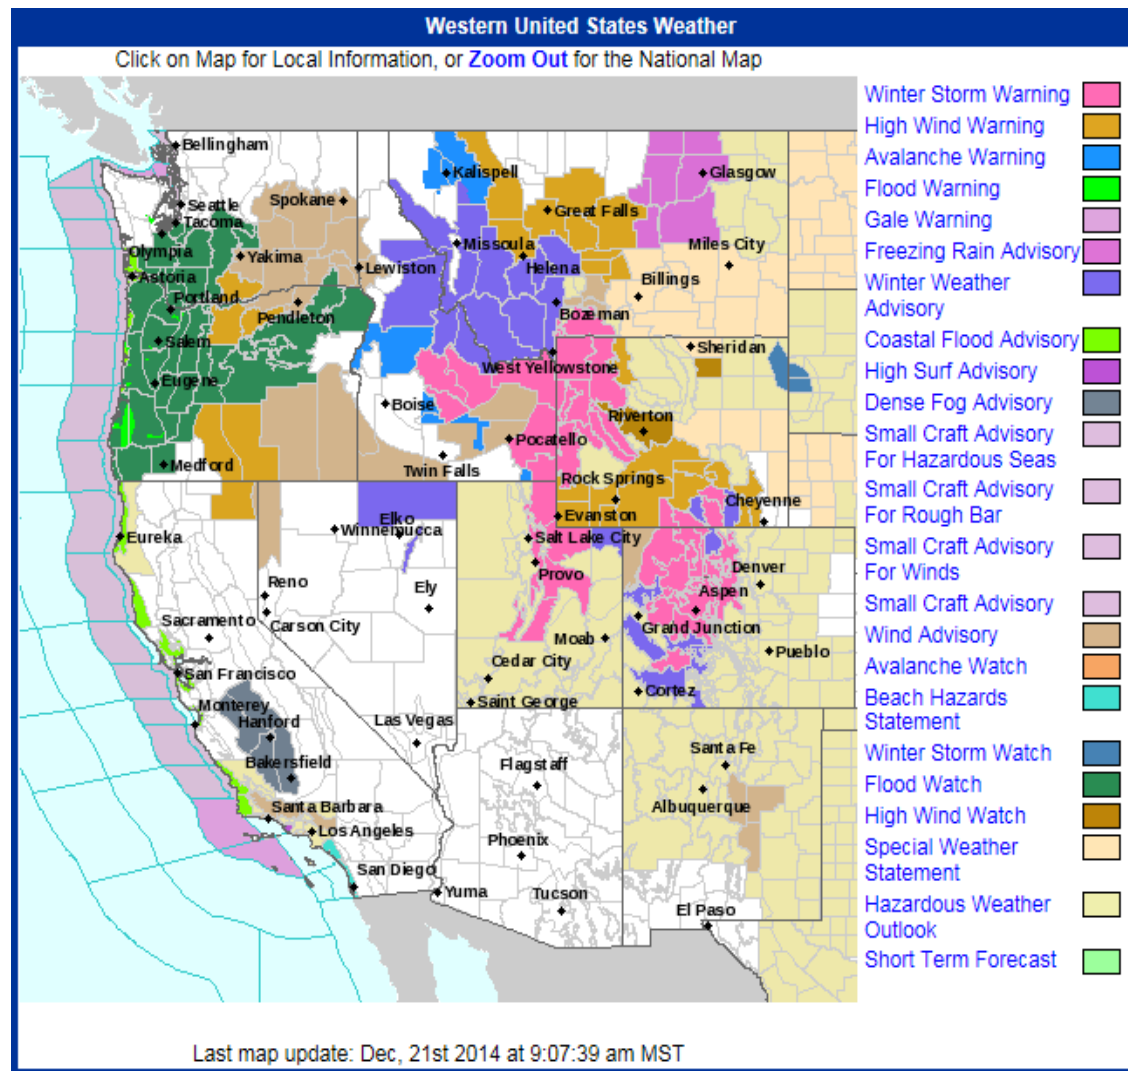 Western United States Weather
Click on Map for Local Information, or Zoom Out for the National Map
Bellingham
Seattle
Tacoma
Olympia
Astoria
Portland
Salem
Eugene
Medford
Spokane
Yakima
Pendleton
Lewiston
Kalispell
Great Falls
Missoula
Helena
Bozeman
West Yellowstone
Glasgow
Miles City
Billings
Sheridan
Boise
Twin Falls
Pocatello
Riverton
Rock Springs
Evanston
Cheyenne
Eureka
Winnemucca
Elko
Reno
Carson City
Ely
Sacramento
San Francisco
Monterey
Hanford
Bakersfield
Santa Barbara
Los Angeles
San Diego
Las Vegas
Salt Lake City
Provo
Moab
Cedar City
Saint George
Denver
Aspen
Grand Junction
Pueblo
Cortez
Flagstaff
Phoenix
Yuma
Tucson
Santa Fe
Albuquerque
El Paso
Winter Storm Warning
High Wind Warning
Avalanche Warning
Flood Warning
Gale Warning
Freezing Rain Advisory
Winter Weather
Advisory
Coastal Flood Advisory
High Surf Advisory
Dense Fog Advisory
Small Craft Advisory
For Hazardous Seas
Small Craft Advisory
For Rough Bar
Small Craft Advisory
For Winds
Small Craft Advisory
Wind Advisory
Avalanche Watch
Beach Hazards
Statement
Winter Storm Watch
Flood Watch
High Wind Watch
Special Weather
Statement
Hazardous Weather
Outlook
Short Term Forecast
Last map update: Dec, 21st 2014 at 9:07:39 am MST